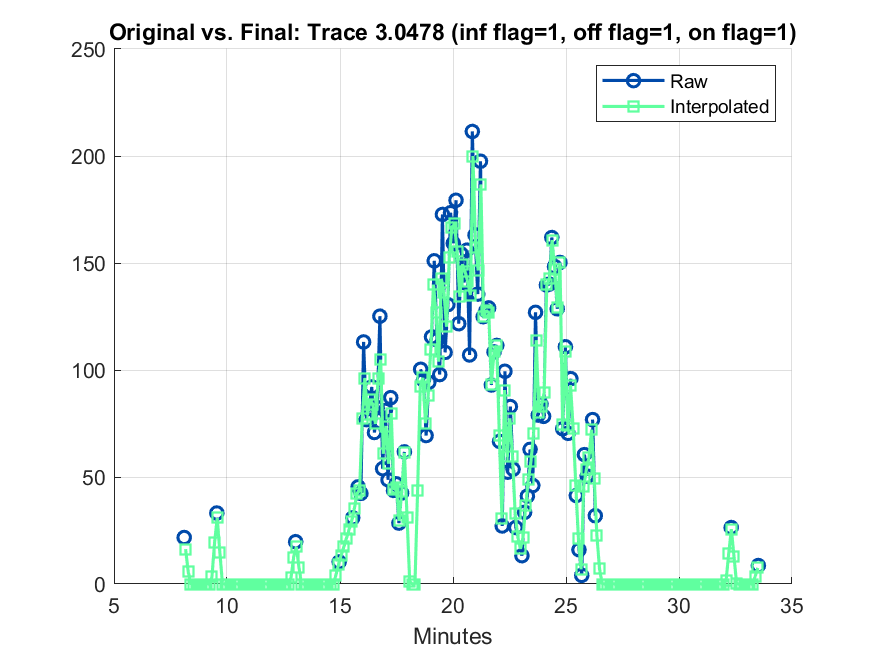 Original vs. Final: Trace 3.0478 (inf flag=1, off flag=1, on flag=1)
250
200
150
100
50
0
Raw
Interpolated
5 10 15 20 25 30 35
Minutes